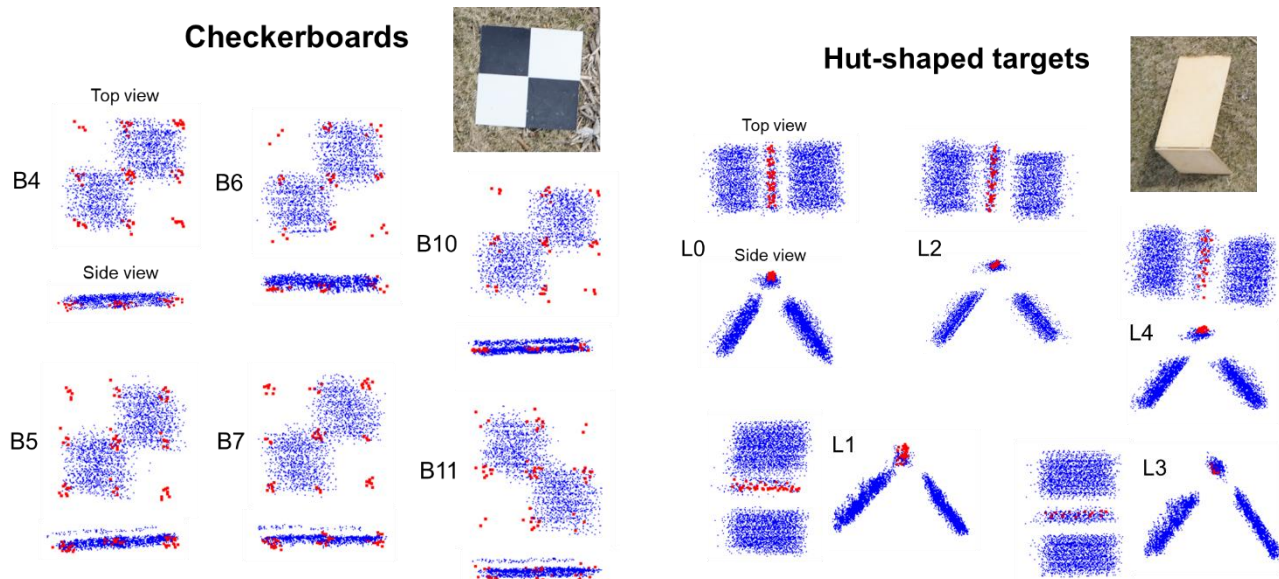 Checkerboards
Top view
B4
B6
Side view
B10
B5
B7
B11
Hut-shaped targets
Top view
L0
L2
Side view
L4
L1
L3